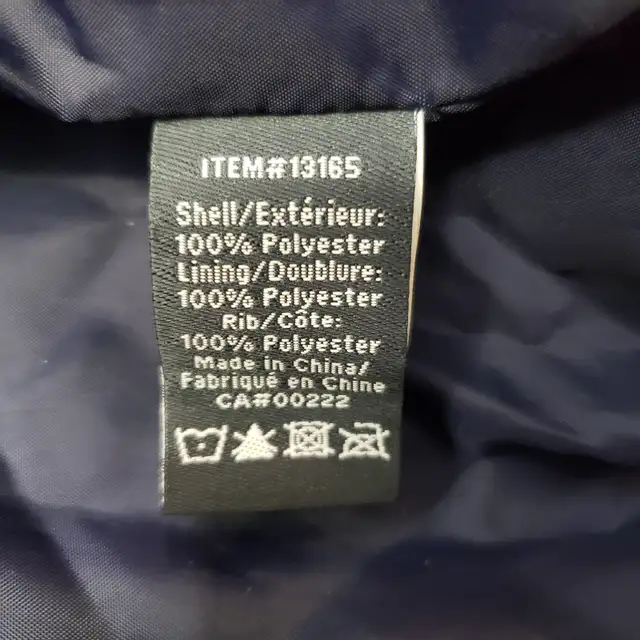 ITEM#13165
Shell/Extérieur:
100% Polyester
Lining/Doublure:
100% Polyester
Rib/Côte:
100% Polyester
Made in China/
Fabriqué en Chine
CA#00222